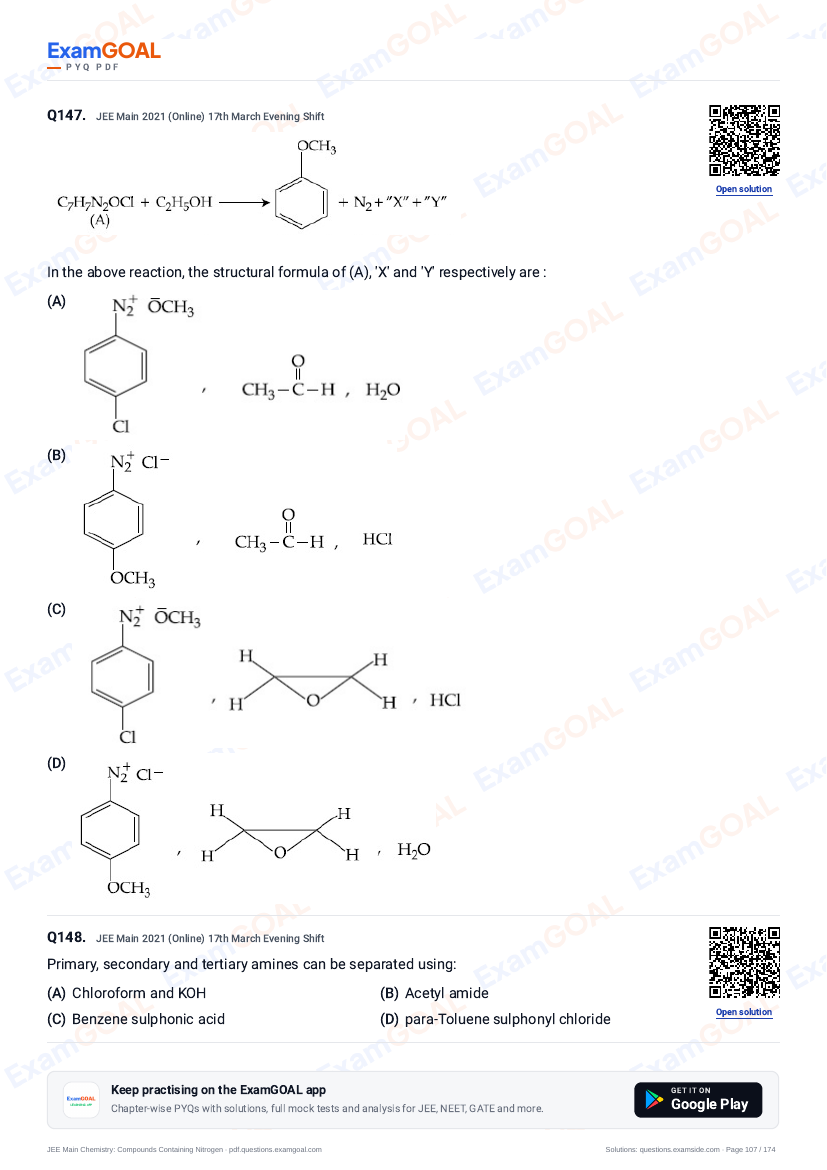 ExamGOAL
PYQ PDF
Q147. JEE Main 2021 (Online) 17th March Evening Shift
Open solution
OCH₃
C₇H₇N₂OCl + C₂H₅OH ⟶ + N₂ + "X" + "Y"
(A)
In the above reaction, the structural formula of (A), 'X' and 'Y' respectively are :
(A) N₂⁺ ŌCH₃
O
, CH₃–C–H , H₂O
Cl
(B) N₂⁺ Cl–
O
, CH₃–C–H , HCl
OCH₃
(C) N₂⁺ ŌCH₃
H H
, H O H , HCl
Cl
(D) N₂⁺ Cl–
H H
, H O H , H₂O
OCH₃
Q148. JEE Main 2021 (Online) 17th March Evening Shift
Primary, secondary and tertiary amines can be separated using:
(A) Chloroform and KOH (B) Acetyl amide
(C) Benzene sulphonic acid (D) para-Toluene sulphonyl chloride
Open solution
Keep practising on the ExamGOAL app
Chapter-wise PYQs with solutions, full mock tests and analysis for JEE, NEET, GATE and more.
ExamGOAL
GET IT ON
Google Play
JEE Main Chemistry: Compounds Containing Nitrogen · pdf.questions.examgoal.com Solutions: questions.examside.com · Page 107 / 174